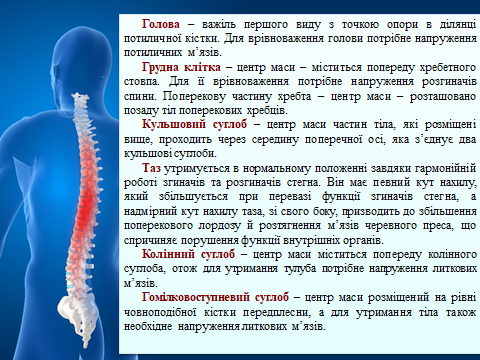 Голова – важіль першого виду з точкою опори в ділянці
потиличної кістки. Для врівноваження голови потрібне напруження
потиличних м’язів.
Грудна клітка – центр маси – міститься попереду хребетного
стовпа. Для її врівноваження потрібне напруження розгиначів
спини. Поперекову частину хребта – центр маси – розташовано
позаду тіл поперекових хребців.
Кульшовий суглоб – центр маси частин тіла, які розміщені
вище, проходить через середину поперечної осі, яка з’єднує два
кульшові суглоби.
Таз утримується в нормальному положенні завдяки гармонійній
роботі згиначів та розгиначів стегна. Він має певний кут нахилу,
який збільшується при перевазі функції згиначів стегна, а
надмірний кут нахилу таза, зі свого боку, призводить до збільшення
поперекового лордозу й розтягнення м’язів черевного преса, що
спричиняє порушення функції внутрішніх органів.
Колінний суглоб – центр маси міститься попереду колінного
суглоба, отож для утримання тулуба потрібне напруження литкових
м’язів.
Гомілковоступневий суглоб – центр маси розміщений на рівні
човноподібної кістки передплесни, а для утримання тіла також
необхідне напруження литкових м’язів.